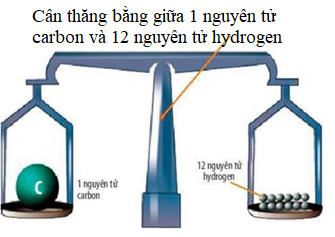 Cân thăng bằng giữa 1 nguyên tử
carbon và 12 nguyên tử hydrogen
12 nguyên tử
hydrogen
C
1 nguyên tử
carbon